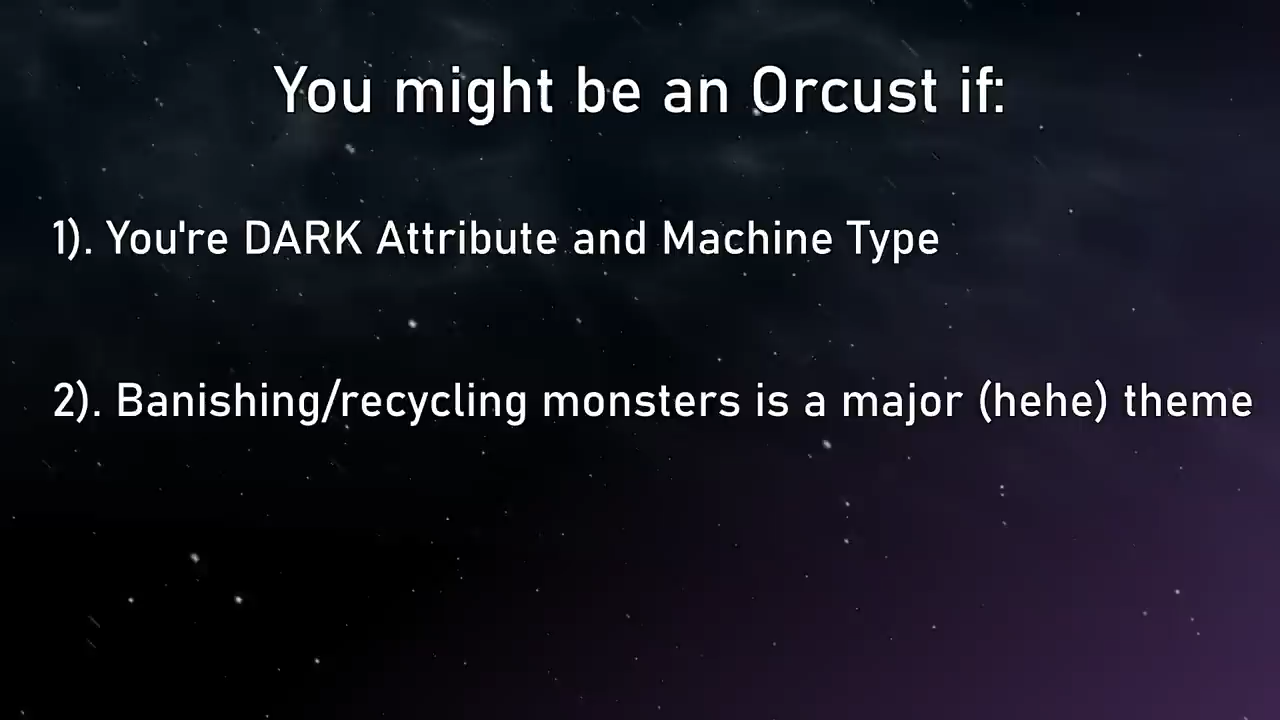 You might be an Orcust if:
1). You're DARK Attribute and Machine Type
2). Banishing/recycling monsters is a major (hehe) theme